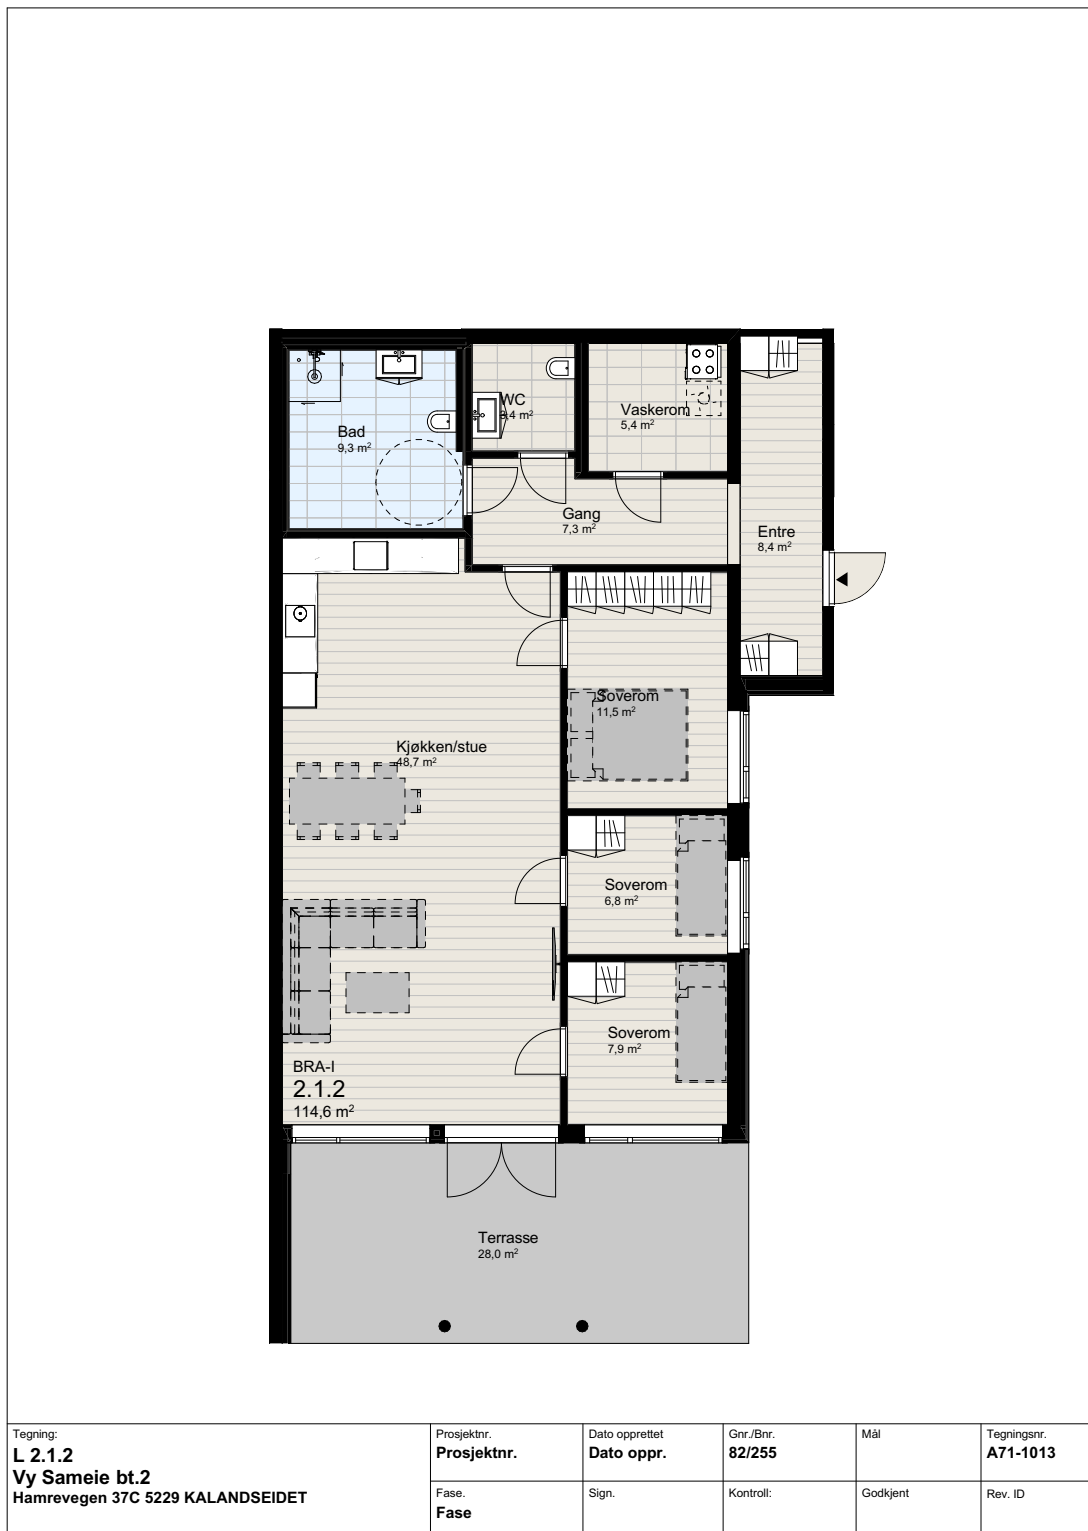 WC
3,4 m²
Vaskerom
5,4 m²
Bad
9,3 m²
Gang
7,3 m²
Entre
8,4 m²
Soverom
11,5 m²
Kjøkken/stue
48,7 m²
Soverom
6,8 m²
Soverom
7,9 m²
BRA-I
2.1.2
114,6 m²
Terrasse
28,0 m²
Tegning:
L 2.1.2
Vy Sameie bt.2
Hamrevegen 37C 5229 KALANDSEIDET
Prosjektnr.
Prosjektnr.
Dato opprettet
Dato oppr.
Gnr./Bnr.
82/255
Mål
Tegningsnr.
A71-1013
Fase.
Fase
Sign.
Kontroll:
Godkjent
Rev. ID